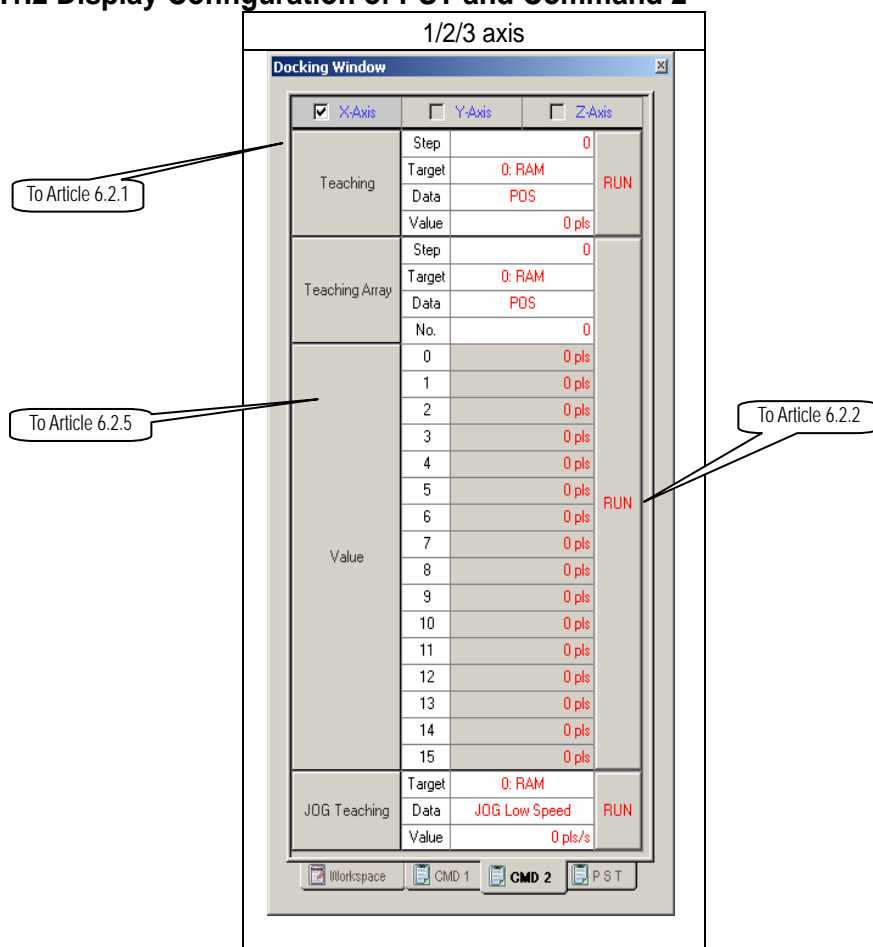 Display Configuration of PST and Command 2
1/2/3 axis
Docking Window
X-Axis Y-Axis Z-Axis
Teaching
Step 0
Target 0: RAM
Data POS
Value 0 pls
RUN
To Article 6.2.1
Teaching Array
Step 0
Target 0: RAM
Data POS
No. 0
Value
0 0 pls
1 0 pls
2 0 pls
3 0 pls
4 0 pls
5 0 pls
6 0 pls
7 0 pls
8 0 pls
9 0 pls
10 0 pls
11 0 pls
12 0 pls
13 0 pls
14 0 pls
15 0 pls
RUN
To Article 6.2.5
To Article 6.2.2
JOG Teaching
Target 0: RAM
Data JOG Low Speed
Value 0 pls/s
RUN
Workspace CMD 1 CMD 2 P S T